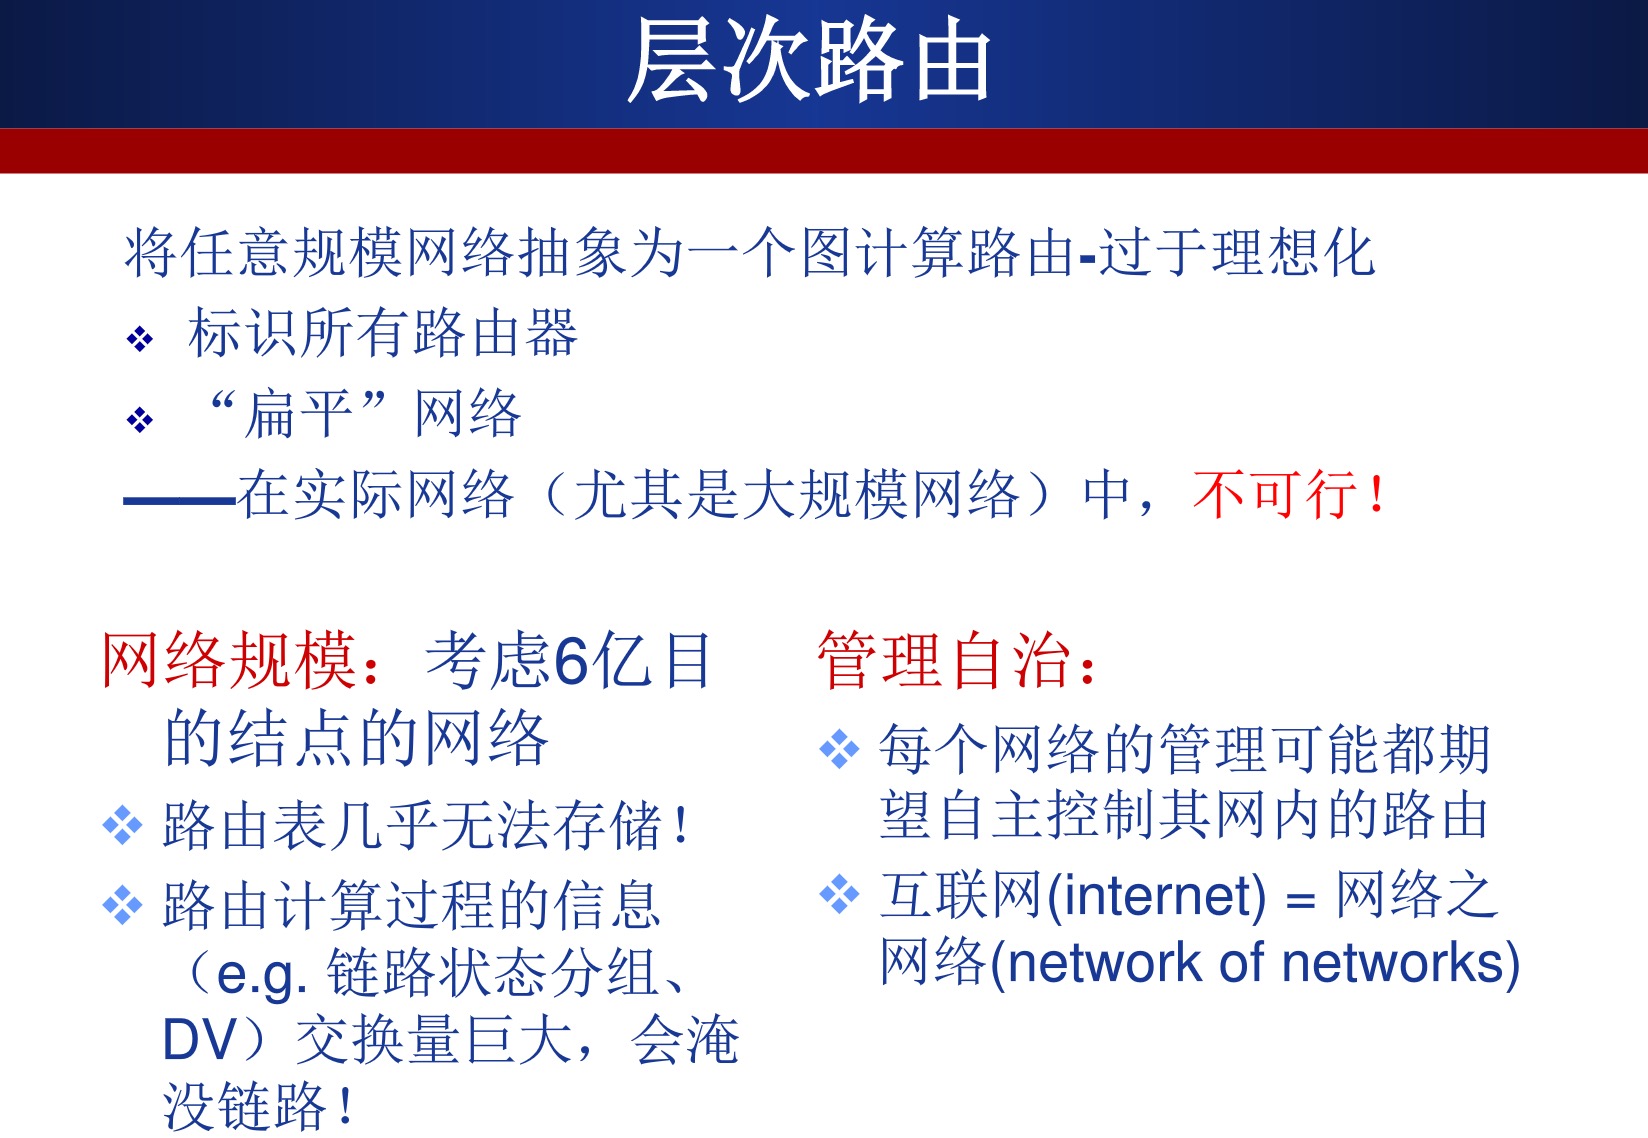 层次路由
将任意规模网络抽象为一个图计算路由-过于理想化
❖ 标识所有路由器
❖ “扁平”网络
——在实际网络（尤其是大规模网络）中，不可行！
网络规模：考虑6亿目
的结点的网络
❖ 路由表几乎无法存储！
❖ 路由计算过程的信息
（e.g. 链路状态分组、
DV）交换量巨大，会淹
没链路！
管理自治：
❖ 每个网络的管理可能都期
望自主控制其网内的路由
❖ 互联网(internet) = 网络之
网络(network of networks)